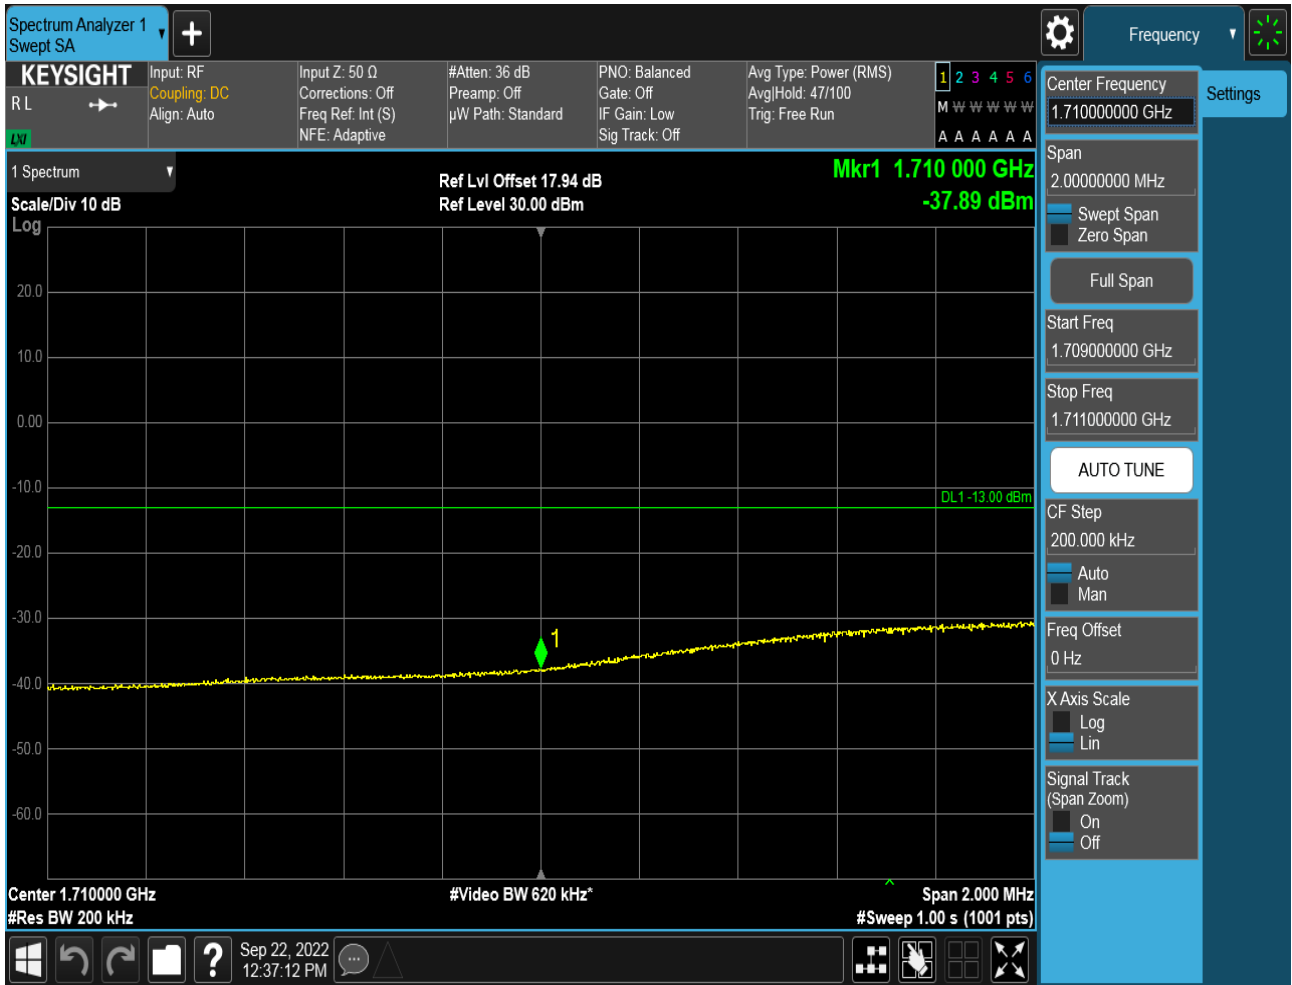 Spectrum Analyzer 1
Swept SA
Frequency
KEYSIGHT
R L
LXI
Input: RF
Coupling: DC
Align: Auto
Input Z: 50 Ω
Corrections: Off
Freq Ref: Int (S)
NFE: Adaptive
#Atten: 36 dB
Preamp: Off
µW Path: Standard
PNO: Balanced
Gate: Off
IF Gain: Low
Sig Track: Off
Avg Type: Power (RMS)
Avg|Hold: 47/100
Trig: Free Run
1 2 3 4 5 6
M W W W W W
A A A A A A
1 Spectrum
Scale/Div 10 dB
Log
Ref Lvl Offset 17.94 dB
Ref Level 30.00 dBm
Mkr1 1.710 000 GHz
-37.89 dBm
20.0
10.0
0.00
-10.0
DL1 -13.00 dBm
-20.0
-30.0
1
-40.0
-50.0
-60.0
Center 1.710000 GHz
#Video BW 620 kHz*
Span 2.000 MHz
#Res BW 200 kHz
#Sweep 1.00 s (1001 pts)
Sep 22, 2022
12:37:12 PM
Center Frequency
1.710000000 GHz
Settings
Span
2.00000000 MHz
Swept Span
Zero Span
Full Span
Start Freq
1.709000000 GHz
Stop Freq
1.711000000 GHz
AUTO TUNE
CF Step
200.000 kHz
Auto
Man
Freq Offset
0 Hz
X Axis Scale
Log
Lin
Signal Track
(Span Zoom)
On
Off